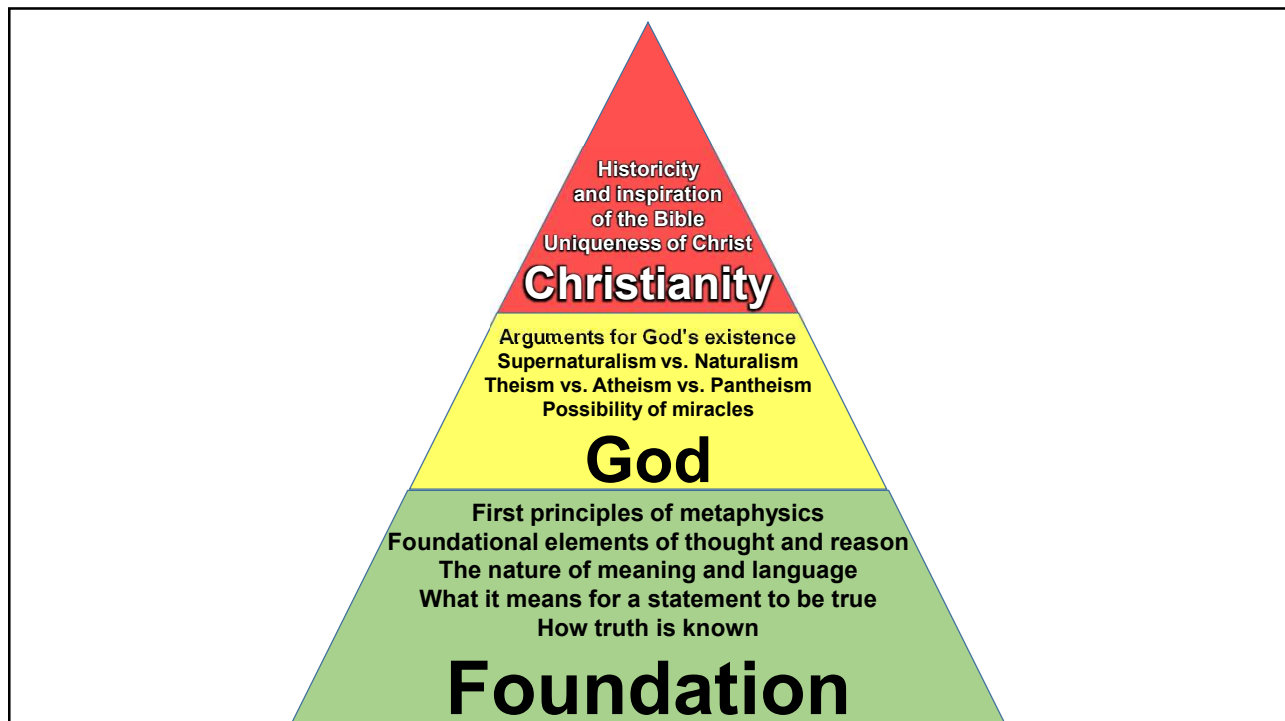 Historicity
and inspiration
of the Bible
Uniqueness of Christ
Christianity
Arguments for God's existence
Supernaturalism vs. Naturalism
Theism vs. Atheism vs. Pantheism
Possibility of miracles
God
First principles of metaphysics
Foundational elements of thought and reason
The nature of meaning and language
What it means for a statement to be true
How truth is known
Foundation